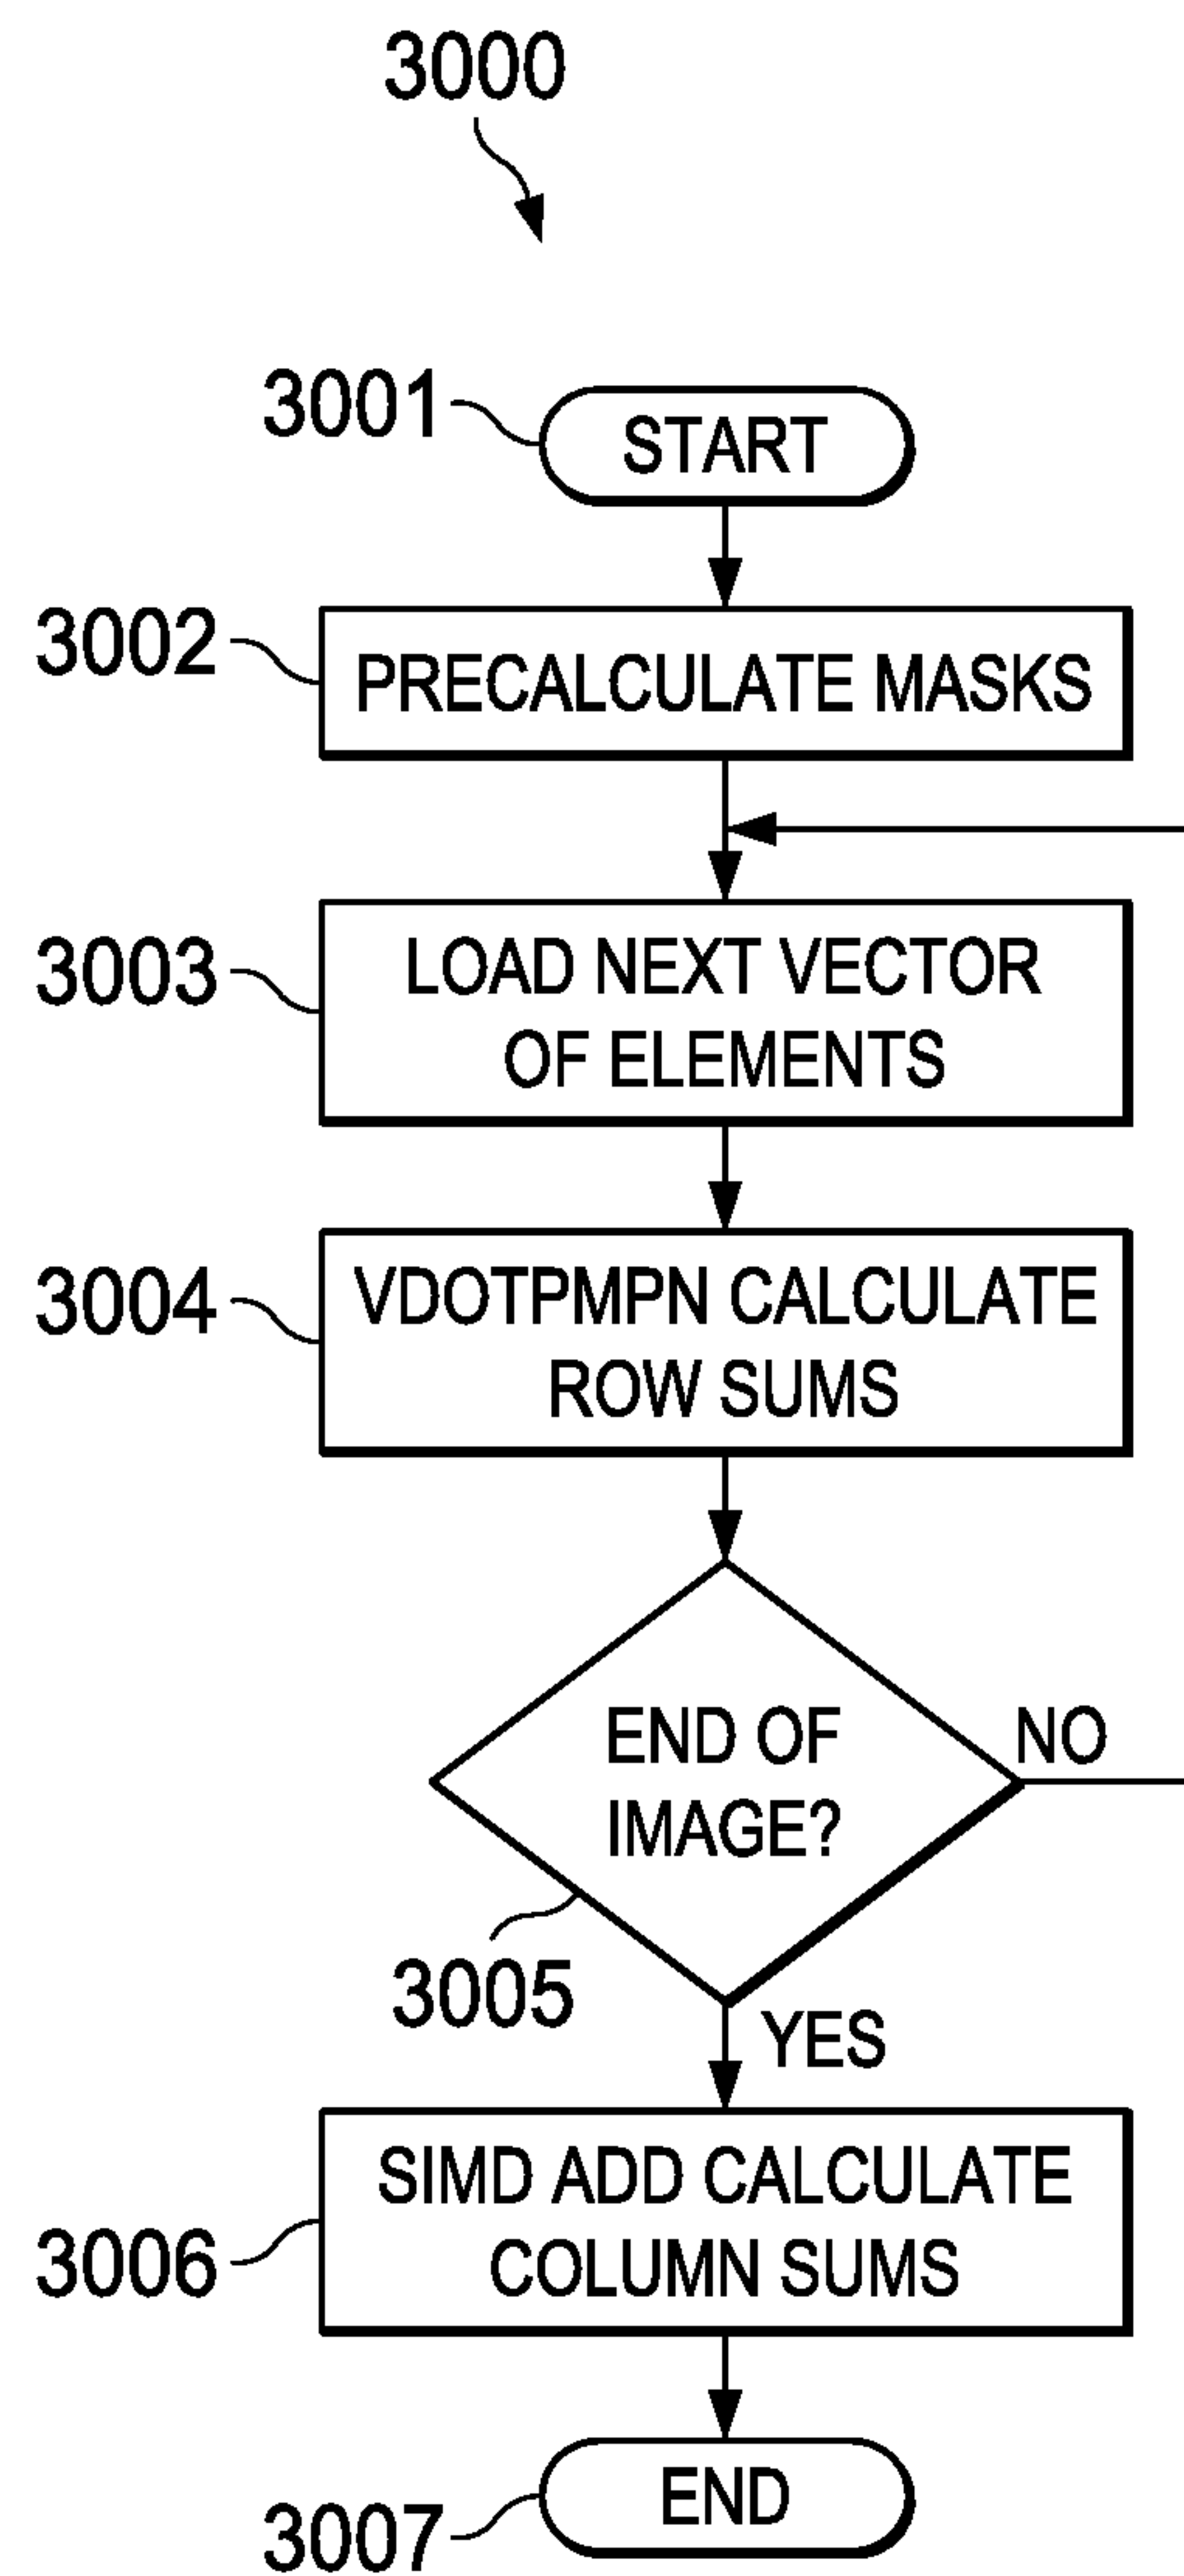 3000
3001
START
3002
PRECALCULATE MASKS
3003
LOAD NEXT VECTOR
OF ELEMENTS
3004
VDOTPMPN CALCULATE
ROW SUMS
END OF
IMAGE?
NO
3005
YES
3006
SIMD ADD CALCULATE
COLUMN SUMS
3007
END